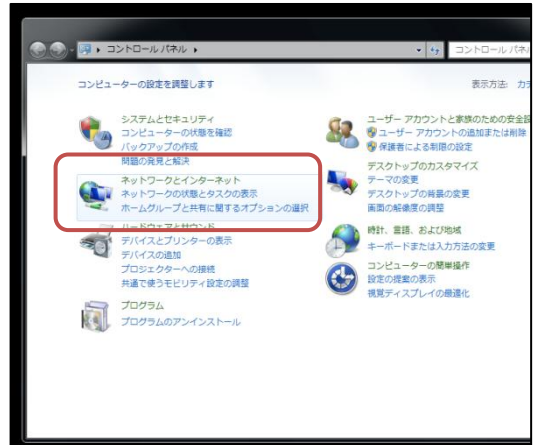 コントロール パネル
コントロール パネル
コンピューターの設定を調整します
表示方法:
システムとセキュリティ
コンピューターの状態を確認
バックアップの作成
問題の発見と解決
ネットワークとインターネット
ネットワークの状態とタスクの表示
ホームグループと共有に関するオプションの選択
ハードウェアとサウンド
デバイスとプリンターの表示
デバイスの追加
プロジェクターへの接続
共通で使うモビリティ設定の調整
プログラム
プログラムのアンインストール
ユーザー アカウントと家族のための安全設
ユーザー アカウントの追加または削除
保護者による制限の設定
デスクトップのカスタマイズ
テーマの変更
デスクトップの背景の変更
画面の解像度の調整
時計、言語、および地域
キーボードまたは入力方法の変更
コンピューターの簡単操作
設定の提案の表示
視覚ディスプレイの最適化